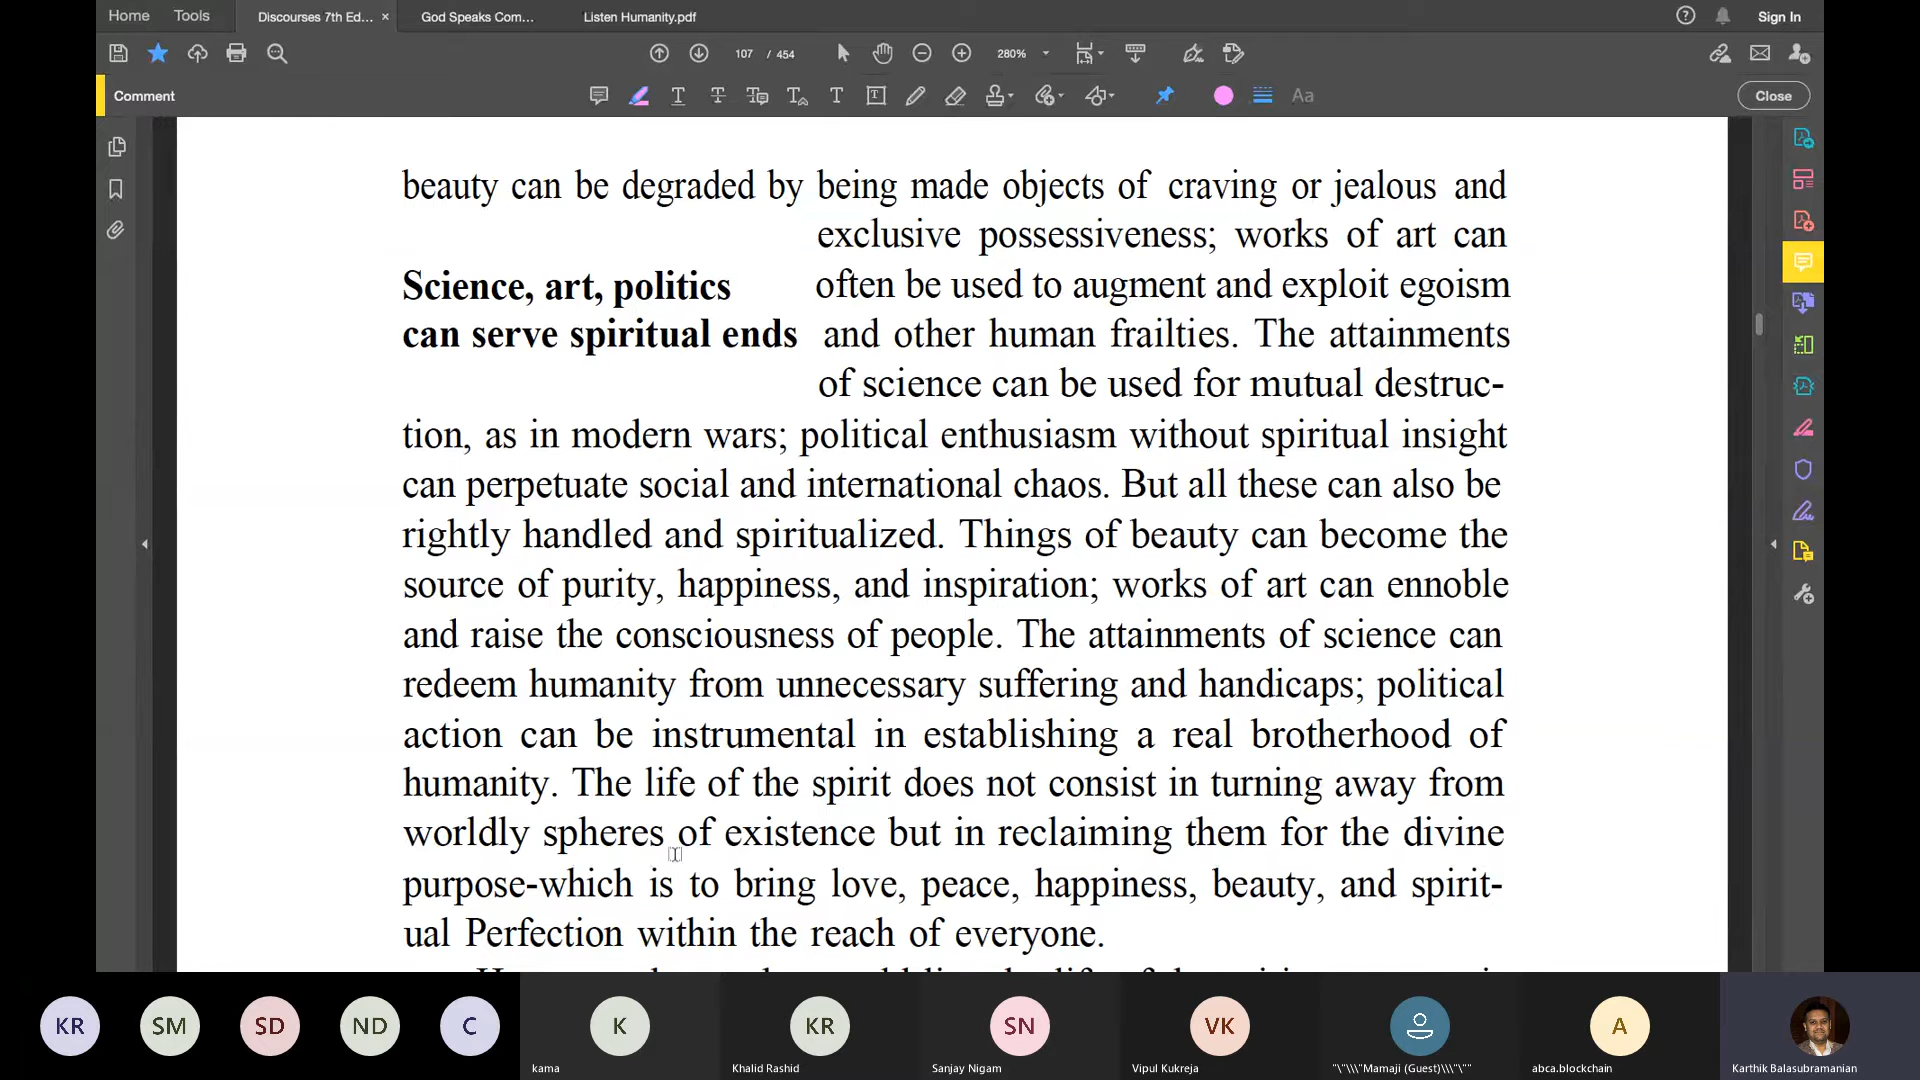 Home Tools Discourses 7th Ed... × God Speaks Com... Listen Humanity.pdf Sign In
107 / 454 280%
Comment Aa Close
beauty can be degraded by being made objects of craving or jealous and
exclusive possessiveness; works of art can
Science, art, politics often be used to augment and exploit egoism
can serve spiritual ends and other human frailties. The attainments
of science can be used for mutual destruc-
tion, as in modern wars; political enthusiasm without spiritual insight
can perpetuate social and international chaos. But all these can also be
rightly handled and spiritualized. Things of beauty can become the
source of purity, happiness, and inspiration; works of art can ennoble
and raise the consciousness of people. The attainments of science can
redeem humanity from unnecessary suffering and handicaps; political
action can be instrumental in establishing a real brotherhood of
humanity. The life of the spirit does not consist in turning away from
worldly spheres of existence but in reclaiming them for the divine
purpose-which is to bring love, peace, happiness, beauty, and spirit-
ual Perfection within the reach of everyone.
KR SM SD ND C K KR SN VK A
kama Khalid Rashid Sanjay Nigam Vipul Kukreja "\"\\\"Mamaji (Guest)\\\"\"" abca.blockchain Karthik Balasubramanian